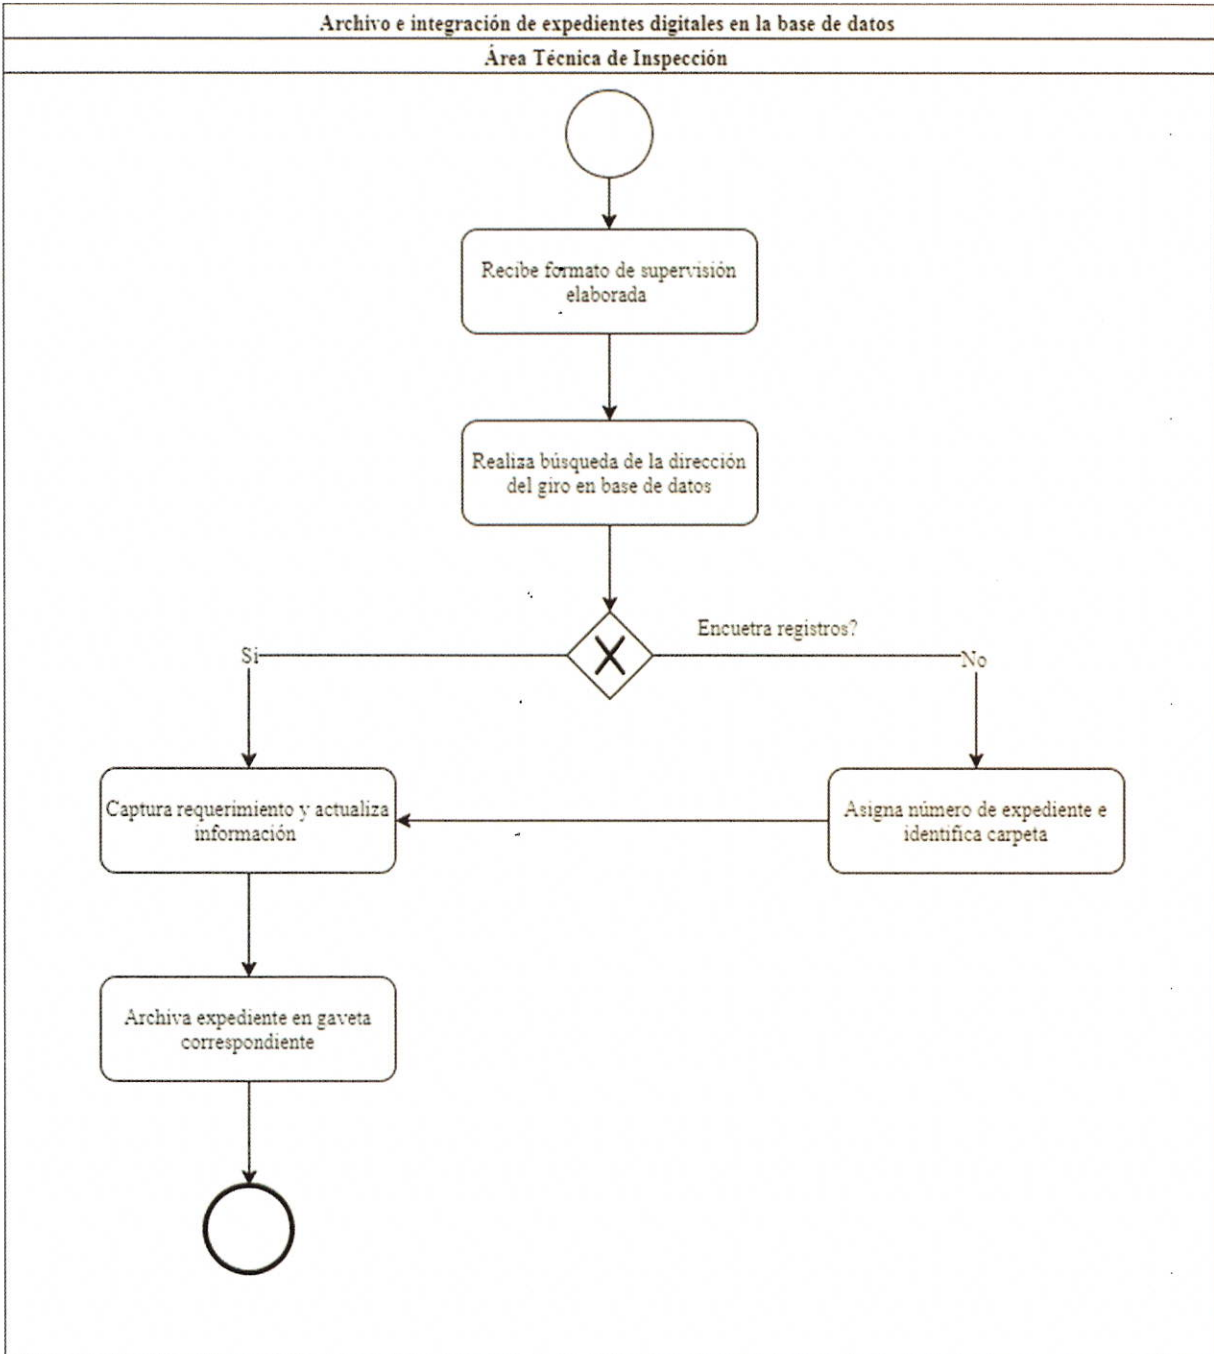 Archivo e integración de expedientes digitales en la base de datos
Área Técnica de Inspección
Recibe formato de supervisión
elaborada
Realiza búsqueda de la dirección
del giro en base de datos
Encuetra registros?
Si
No
Captura requerimiento y actualiza
información
Asigna número de expediente e
identifica carpeta
Archiva expediente en gaveta
correspondiente